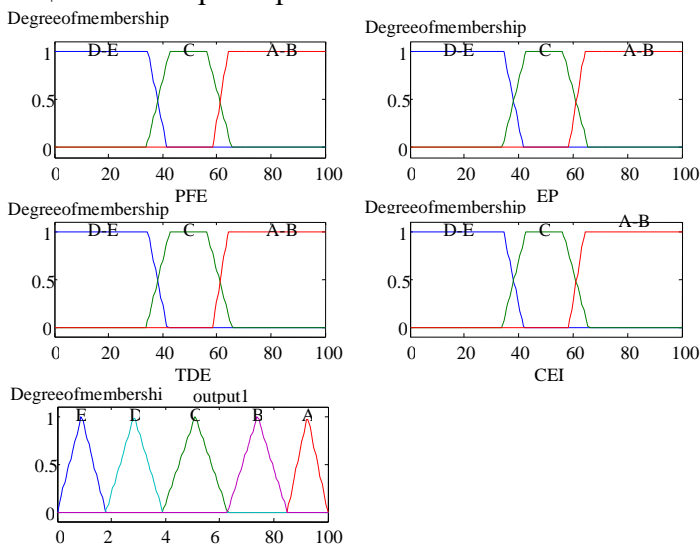 Degreeofmembership
1 D-E C A-B
0.5
0
0 20 40 60 80 100
PFE
Degreeofmembership
1 D-E C A-B
0.5
0
0 20 40 60 80 100
EP
Degreeofmembership
1 D-E C A-B
0.5
0
0 20 40 60 80 100
TDE
Degreeofmembership
1 D-E C A-B
0.5
0
0 20 40 60 80 100
CEI
Degreeofmembershi output1
1 E D C B A
0.5
0
0 2 4 6 80 100